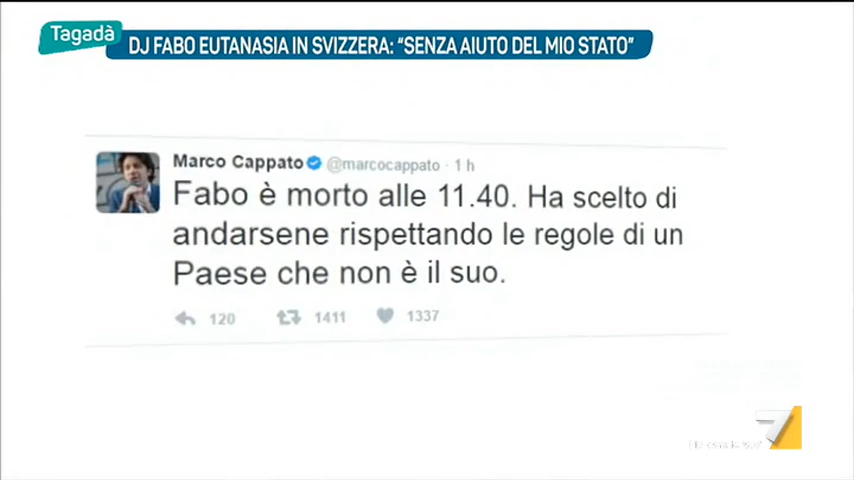 Tagadà
DJ FABO EUTANASIA IN SVIZZERA: “SENZA AIUTO DEL MIO STATO”
Marco Cappato @marcocappato · 1 h
Fabo è morto alle 11.40. Ha scelto di
andarsene rispettando le regole di un
Paese che non è il suo.
120 1411 1337
7